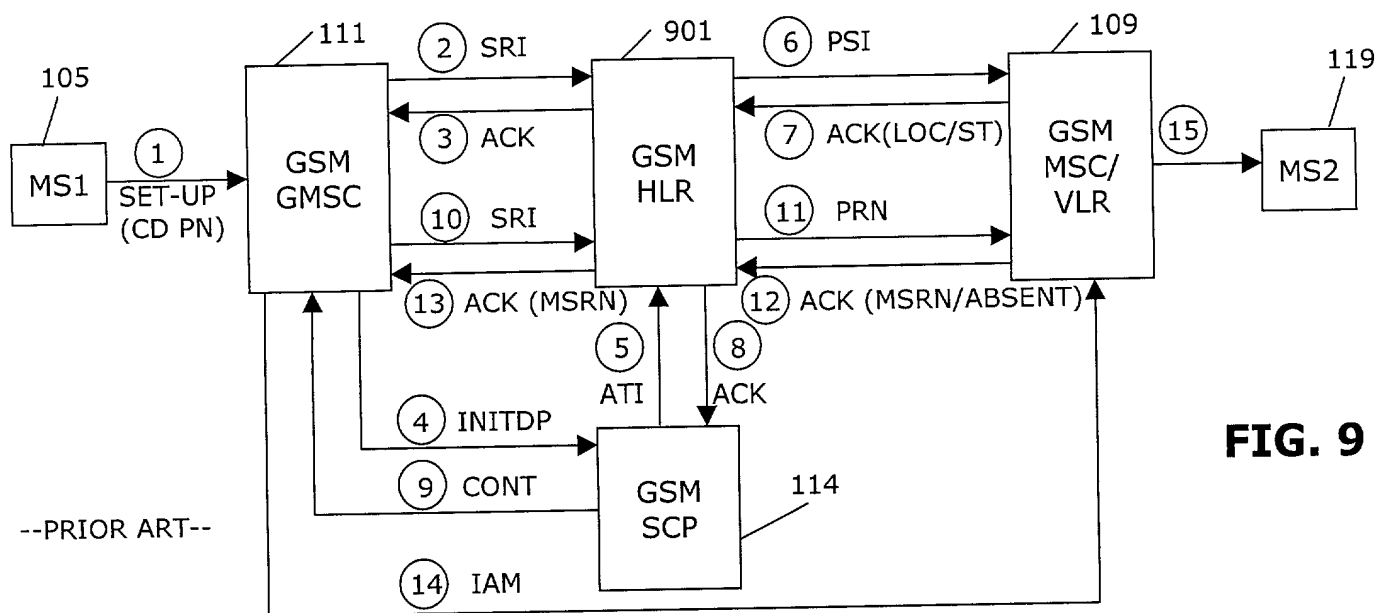 111
901
109
105
119
2 SRI
6 PSI
3 ACK
7 ACK(LOC/ST)
15
1
SET-UP
(CD PN)
MS1
GSM
GMSC
GSM
HLR
GSM
MSC/
VLR
MS2
10 SRI
11 PRN
13 ACK (MSRN)
12 ACK (MSRN/ABSENT)
5
ATI
8
ACK
4 INITDP
9 CONT
GSM
SCP
114
FIG. 9
--PRIOR ART--
14 IAM